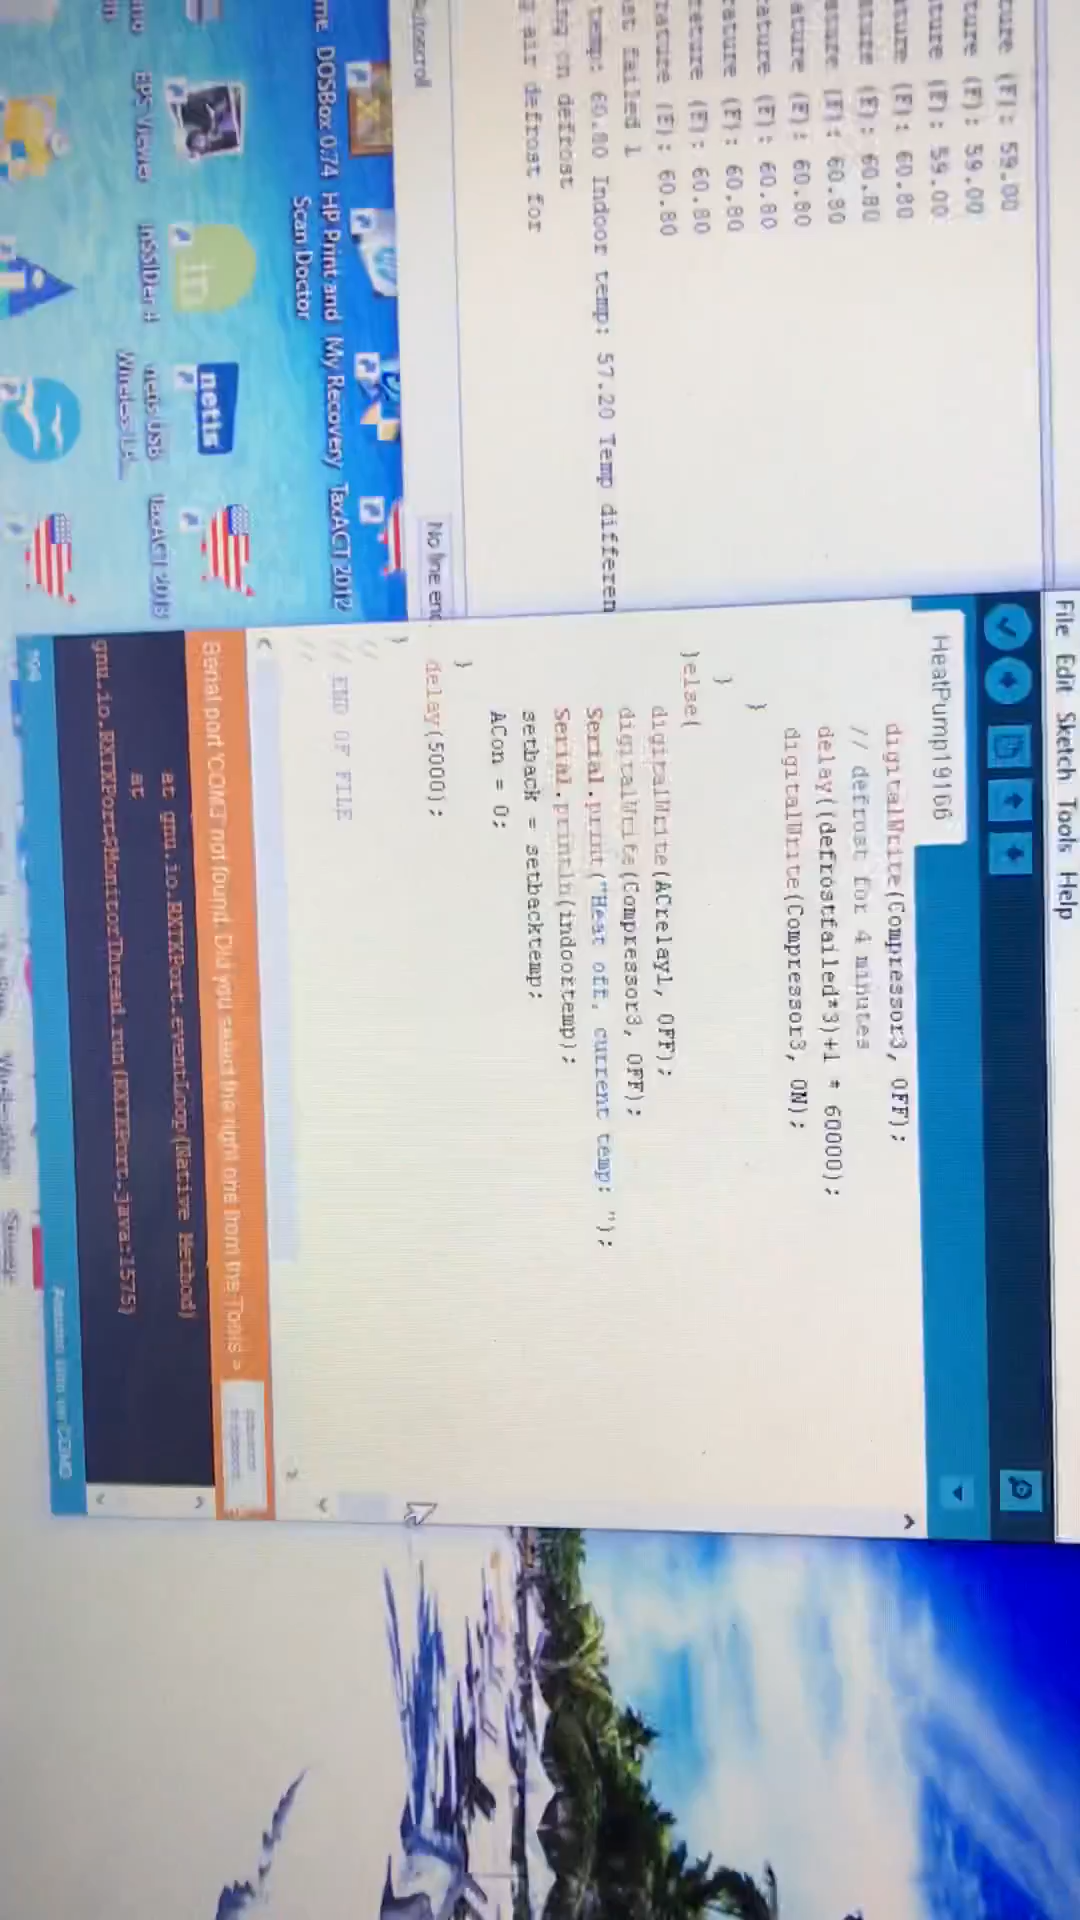 ture (F): 59.00
ture (F): 59.00
ture (F): 59.00
ature (F): 60.80
ature (F): 60.80
ature (F): 60.80
ature (F): 60.80
ature (F): 60.80
ature (F): 60.80
rature (F): 60.80
rature (F): 60.80
st failed 1
temp: 60.80 Indoor temp: 57.20 Temp differen
ng on defrost
g air defrost for
No line end
DOSBox 0.74
HP Print and Scan Doctor
My Recovery
TaxACT 2012
EPS Viewer
inSSIDer 4
netis
netis USB Wireless LA...
TaxACT 2013
File Edit Sketch Tools Help
HeatPump19166
digitalWrite(Compressor3, OFF);
// defrost for 4 minutes
delay((defrostfailed*3)+1 * 60000);
digitalWrite(Compressor3, ON);
}
}
}else{
digitalWrite(ACrelay1, OFF);
digitalWrite(Compressor3, OFF);
Serial.print("Heat off, current temp: ");
Serial.println(indoortemp);
setback = setbacktemp;
ACon = 0;
}
delay(5000);
}
//
// END OF FILE
//
Serial port 'COM3' not found. Did you select the right one from the Tools >
at gnu.io.RXTXPort.eventLoop(Native Method)
at
gnu.io.RXTXPort$MonitorThread.run(RXTXPort.java:1575)